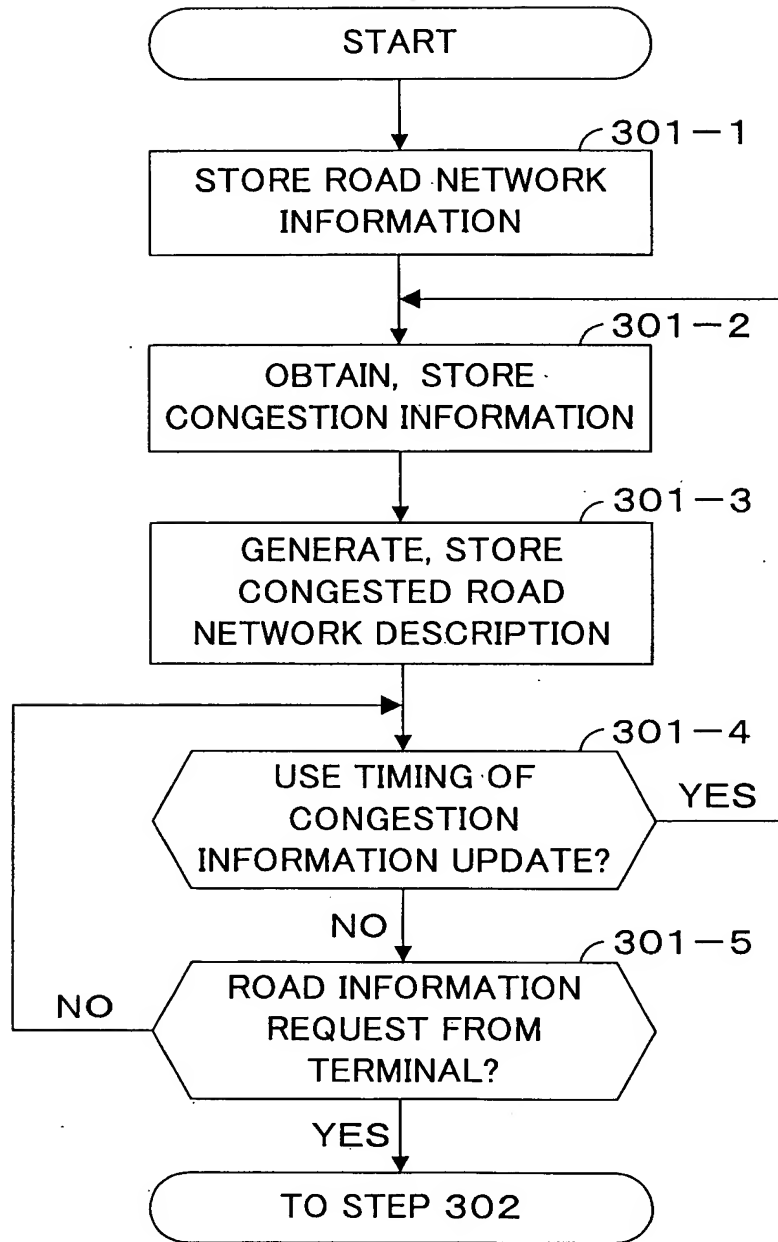 START
301-1
STORE ROAD NETWORK
INFORMATION
301-2
OBTAIN, STORE
CONGESTION INFORMATION
301-3
GENERATE, STORE
CONGESTED ROAD
NETWORK DESCRIPTION
301-4
USE TIMING OF
CONGESTION
INFORMATION UPDATE?
YES
NO
301-5
ROAD INFORMATION
REQUEST FROM
TERMINAL?
NO
YES
TO STEP 302